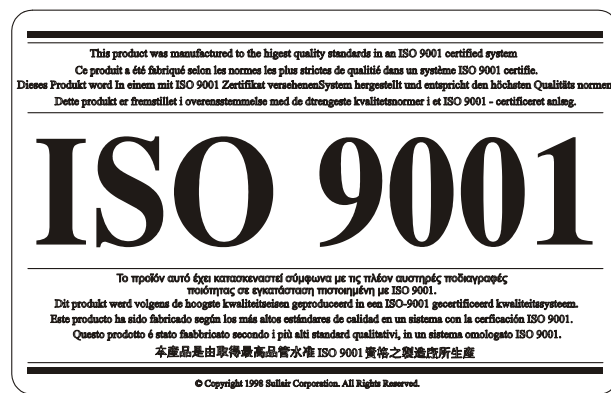 This product was manufactured to the higest quality standards in an ISO 9001 certified system
Ce produit a été fabriqué selon les normes les plus strictes de qualitié dans un système ISO 9001 certifie.
Dieses Produkt word In einem mit ISO 9001 Zertifikat versehenenSystem hergestellt und entspricht den höchsten Qualitäts normen
Dette produkt er fremstillet i overensstemmelse med de dtrengeste kvalitetsnormer i et ISO 9001 - certificeret anlæg.
ISO 9001
Το προϊόν αυτό έχει κατασκεναστεί σύμφωνα με τις πλέον αυστηρές ποδιαγραφές
ποιότητας σε εγκατάσταση πιστοιημένη με ISO 9001.
Dit produkt werd volgens de hoogste kwaliteitseisen geproduceerd in een ISO-9001 gecertificeerd kwaliteitssysteem.
Este producto ha sido fabricado según los más altos estándares de calidad en un sistema con la cerficación ISO 9001.
Questo prodotto é stato faabbricato secondo i più alti standard qualitativi, in un sistema omologato ISO 9001.
本產品是由取得最高品管水准 ISO 9001 資格之製造廠所生產
© Copyright 1998 Sullair Corporation. All Rights Reserved.